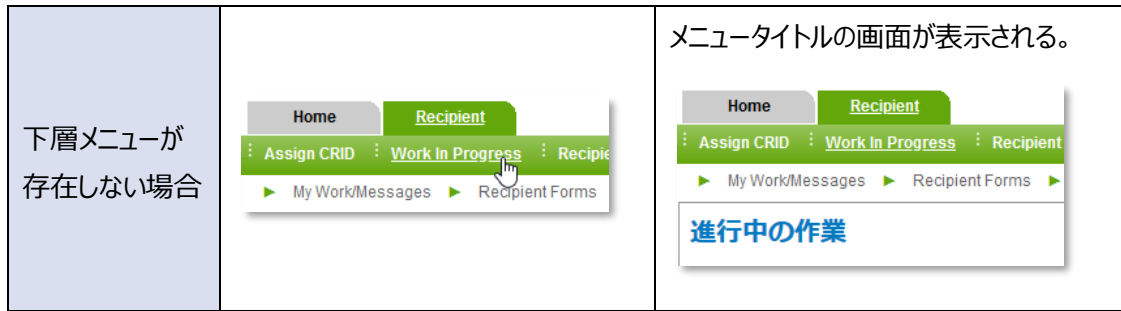 下層メニューが
存在しない場合
Home Recipient
Assign CRID Work In Progress Recipie
My Work/Messages Recipient Forms
メニュータイトルの画面が表示される。
Home Recipient
Assign CRID Work In Progress Recipient
My Work/Messages Recipient Forms
進行中の作業